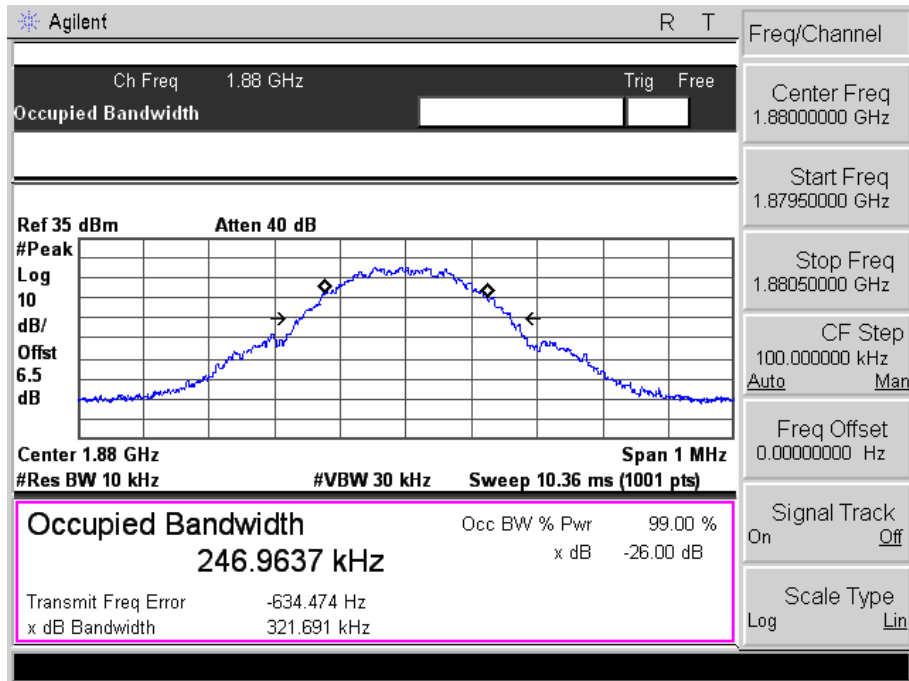 Agilent R T
Ch Freq 1.88 GHz Trig Free
Occupied Bandwidth
Ref 35 dBm Atten 40 dB
#Peak
Log
10
dB/
Offst
6.5
dB
Center 1.88 GHz Span 1 MHz
#Res BW 10 kHz #VBW 30 kHz Sweep 10.36 ms (1001 pts)
Occupied Bandwidth
246.9637 kHz
Occ BW % Pwr 99.00 %
x dB -26.00 dB
Transmit Freq Error -634.474 Hz
x dB Bandwidth 321.691 kHz
Freq/Channel
Center Freq
1.88000000 GHz
Start Freq
1.87950000 GHz
Stop Freq
1.88050000 GHz
CF Step
100.000000 kHz
Auto Man
Freq Offset
0.00000000 Hz
Signal Track
On Off
Scale Type
Log Lin